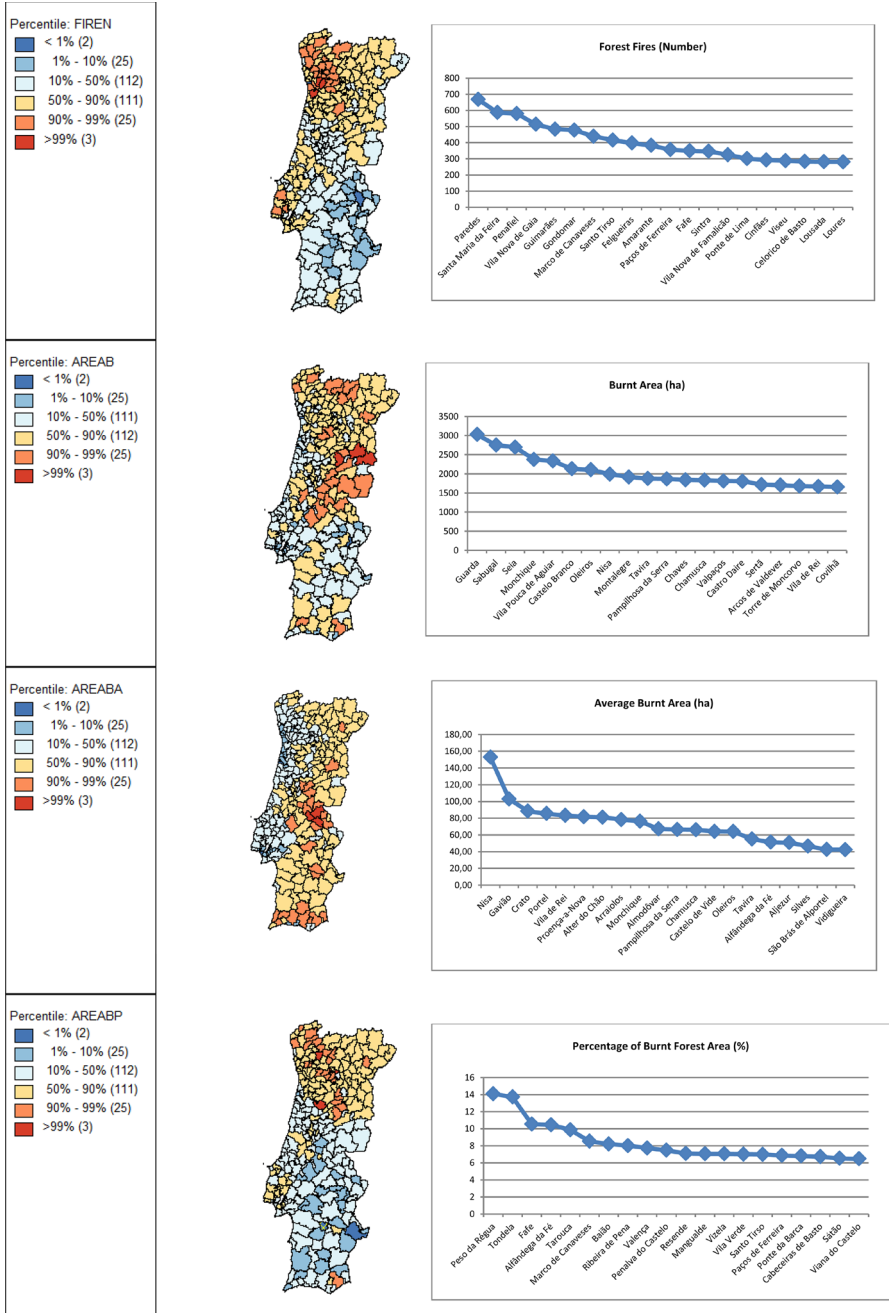 Percentile: FIREN
< 1% (2)
1% - 10% (25)
10% - 50% (112)
50% - 90% (111)
90% - 99% (25)
>99% (3)
Forest Fires (Number)
800
700
600
500
400
300
200
100
0
Paredes
Santa Maria da Feira
Penafiel
Vila Nova de Gaia
Guimarães
Gondomar
Marco de Canaveses
Santo Tirso
Felgueiras
Amarante
Paços de Ferreira
Fafe
Sintra
Vila Nova de Famalicão
Ponte de Lima
Cinfães
Viseu
Celorico de Basto
Lousada
Loures
Percentile: AREAB
< 1% (2)
1% - 10% (25)
10% - 50% (111)
50% - 90% (112)
90% - 99% (25)
>99% (3)
Burnt Area (ha)
3500
3000
2500
2000
1500
1000
500
0
Guarda
Sabugal
Seia
Monchique
Vila Pouca de Aguiar
Castelo Branco
Oleiros
Nisa
Montalegre
Tavira
Pampilhosa da Serra
Chaves
Chamusca
Valpaços
Castro Daire
Sertã
Arcos de Valdevez
Torre de Moncorvo
Vila de Rei
Covilhã
Percentile: AREABA
< 1% (2)
1% - 10% (25)
10% - 50% (112)
50% - 90% (111)
90% - 99% (25)
>99% (3)
Average Burnt Area (ha)
180,00
160,00
140,00
120,00
100,00
80,00
60,00
40,00
20,00
0,00
Nisa
Gavião
Crato
Portel
Vila de Rei
Proença-a-Nova
Alter do Chão
Arraiolos
Monchique
Almodôvar
Pampilhosa da Serra
Chamusca
Castelo de Vide
Oleiros
Tavira
Alfândega da Fé
Aljezur
Silves
São Brás de Alportel
Vidigueira
Percentile: AREABP
< 1% (2)
1% - 10% (25)
10% - 50% (112)
50% - 90% (111)
90% - 99% (25)
>99% (3)
Percentage of Burnt Forest Area (%)
16
14
12
10
8
6
4
2
0
Peso da Régua
Tondela
Fafe
Alfândega da Fé
Tarouca
Marco de Canaveses
Baião
Ribeira de Pena
Valença
Penalva do Castelo
Resende
Mangualde
Vizela
Vila Verde
Santo Tirso
Paços de Ferreira
Ponte da Barca
Cabeceiras de Basto
Sátão
Viana do Castelo